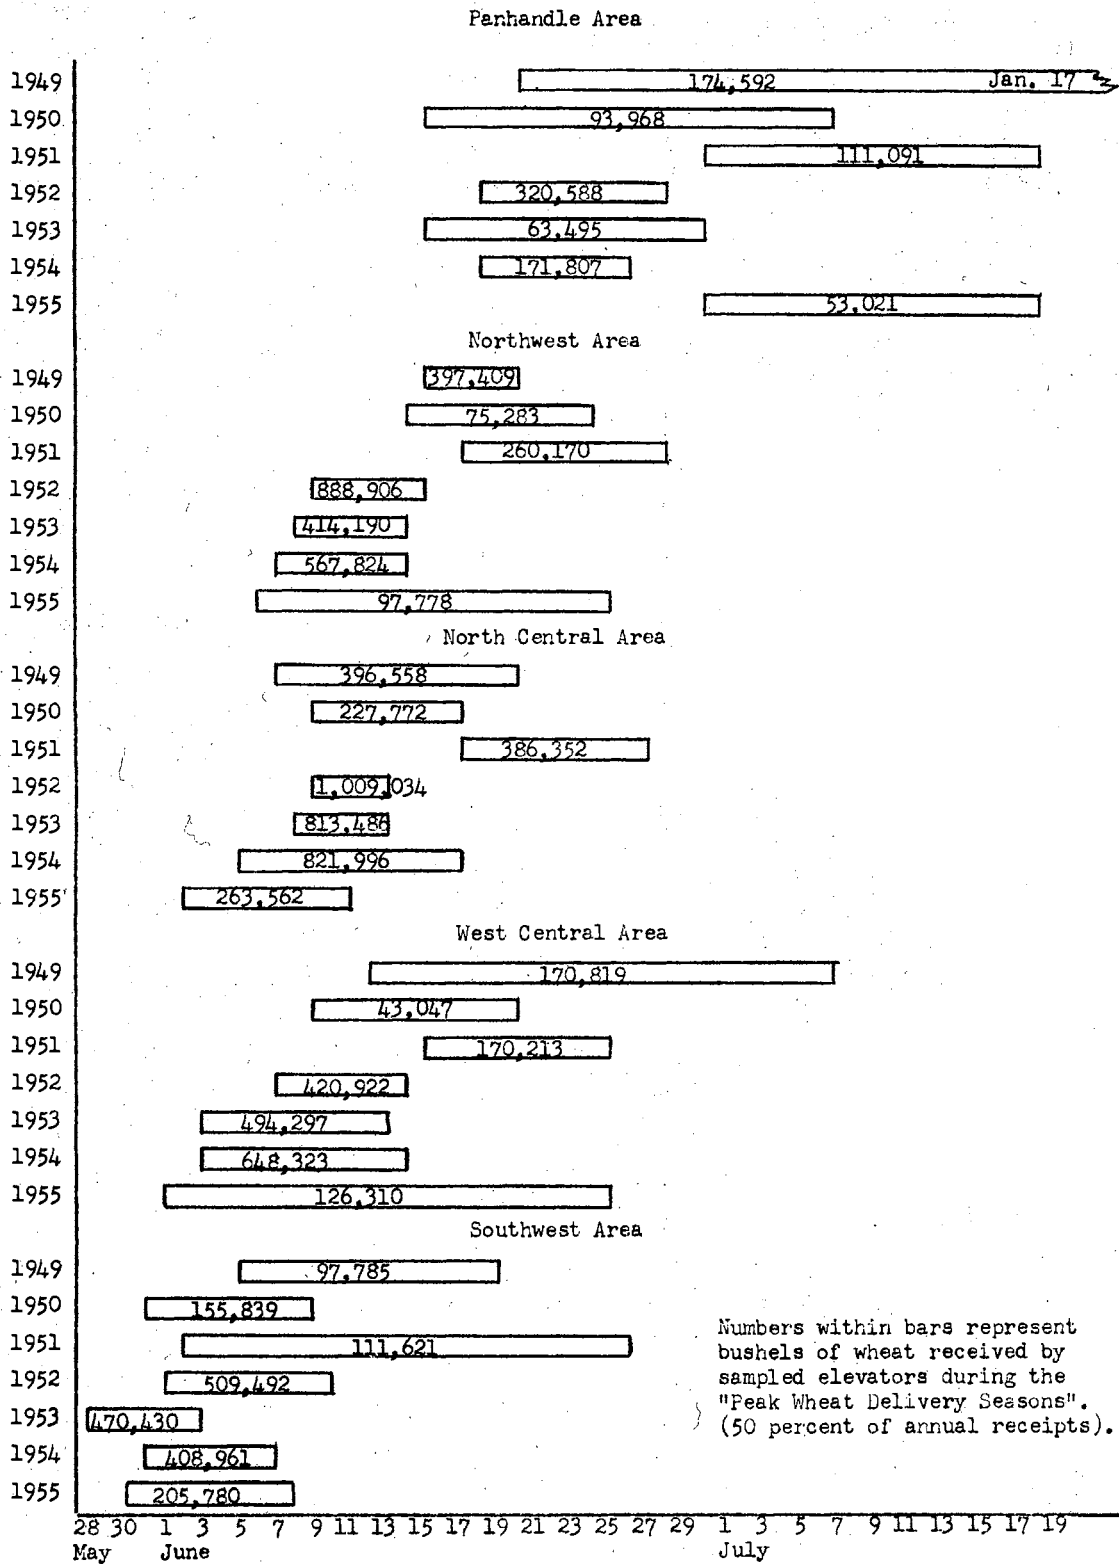 Panhandle Area
1949 174,592 Jan. 17
1950 93,968
1951 111,091
1952 320,588
1953 63,495
1954 171,807
1955 53,021
Northwest Area
1949 397,409
1950 75,283
1951 260,170
1952 888,906
1953 414,190
1954 567,824
1955 97,778
North Central Area
1949 396,558
1950 227,772
1951 386,352
1952 1,009,034
1953 813,486
1954 821,996
1955 263,562
West Central Area
1949 170,819
1950 43,047
1951 170,213
1952 420,922
1953 494,297
1954 648,323
1955 126,310
Southwest Area
1949 97,785
1950 155,839
1951 111,621
1952 509,492
1953 470,430
1954 408,961
1955 205,780
Numbers within bars represent
bushels of wheat received by
sampled elevators during the
"Peak Wheat Delivery Seasons".
(50 percent of annual receipts).
28 30 1 3 5 7 9 11 13 15 17 19 21 23 25 27 29 1 3 5 7 9 11 13 15 17 19
May June July